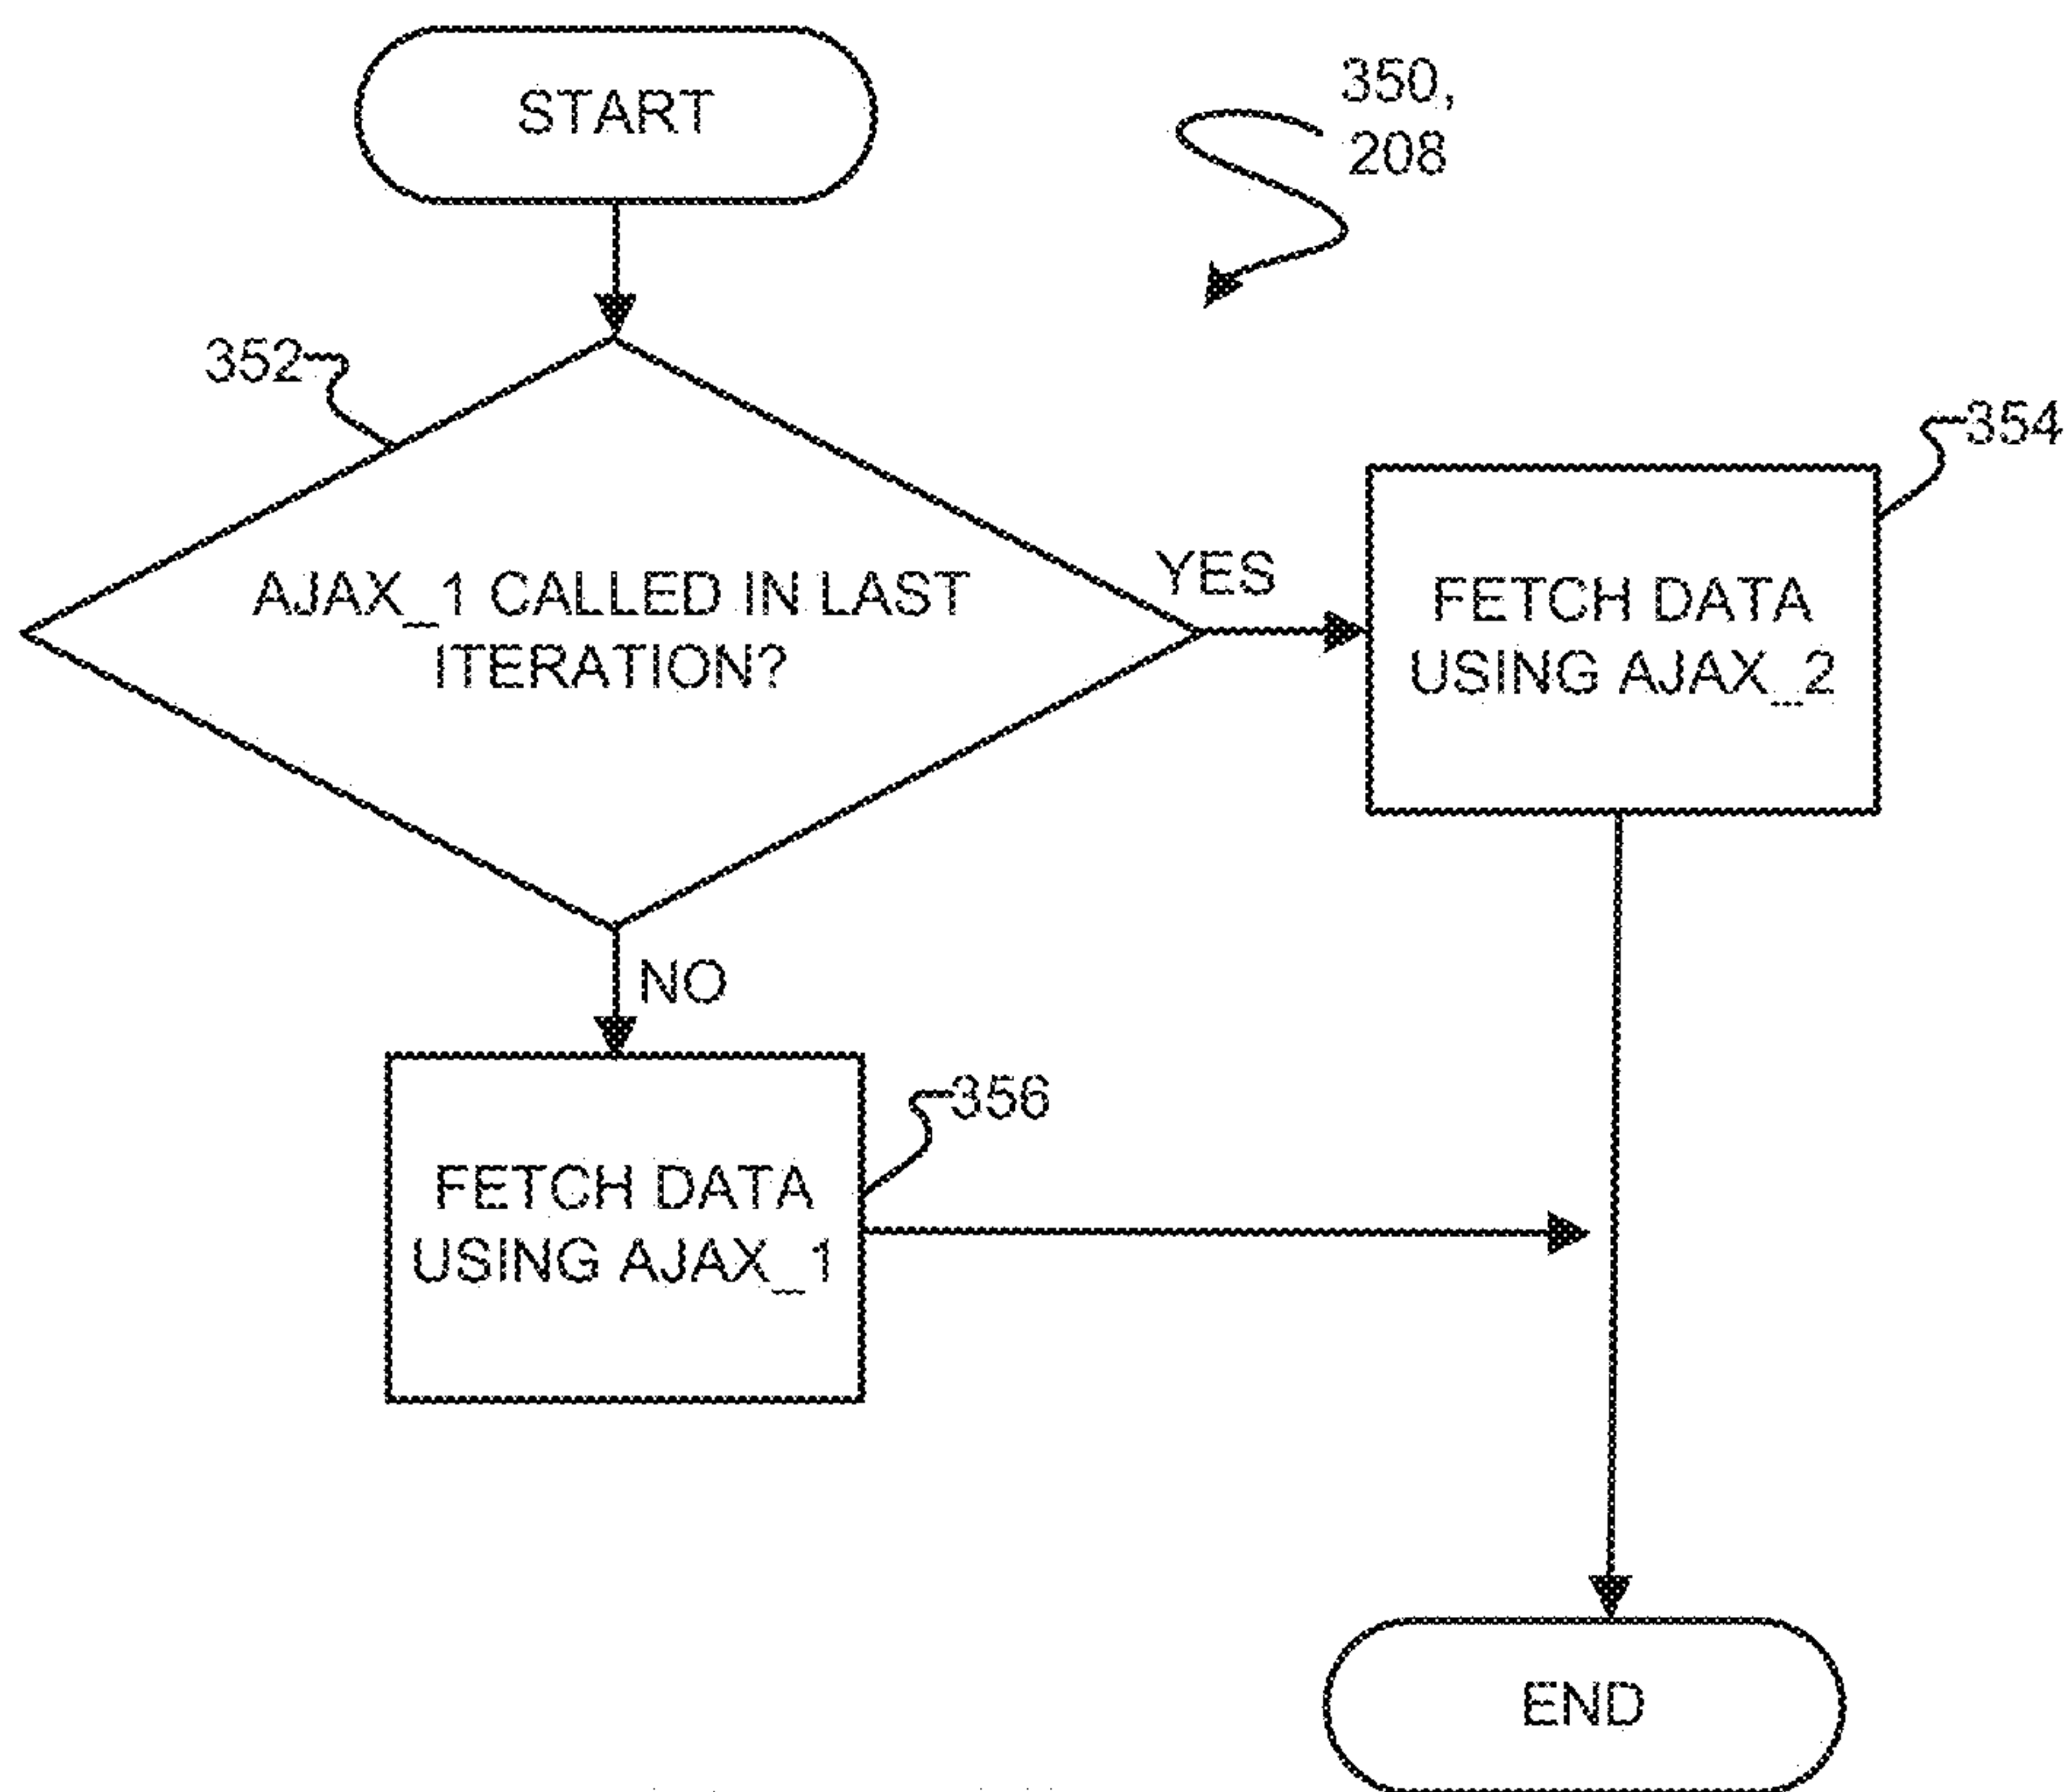 START
350,
208
352
AJAX_1 CALLED IN LAST
ITERATION?
YES
354
FETCH DATA
USING AJAX_2
NO
356
FETCH DATA
USING AJAX_1
END